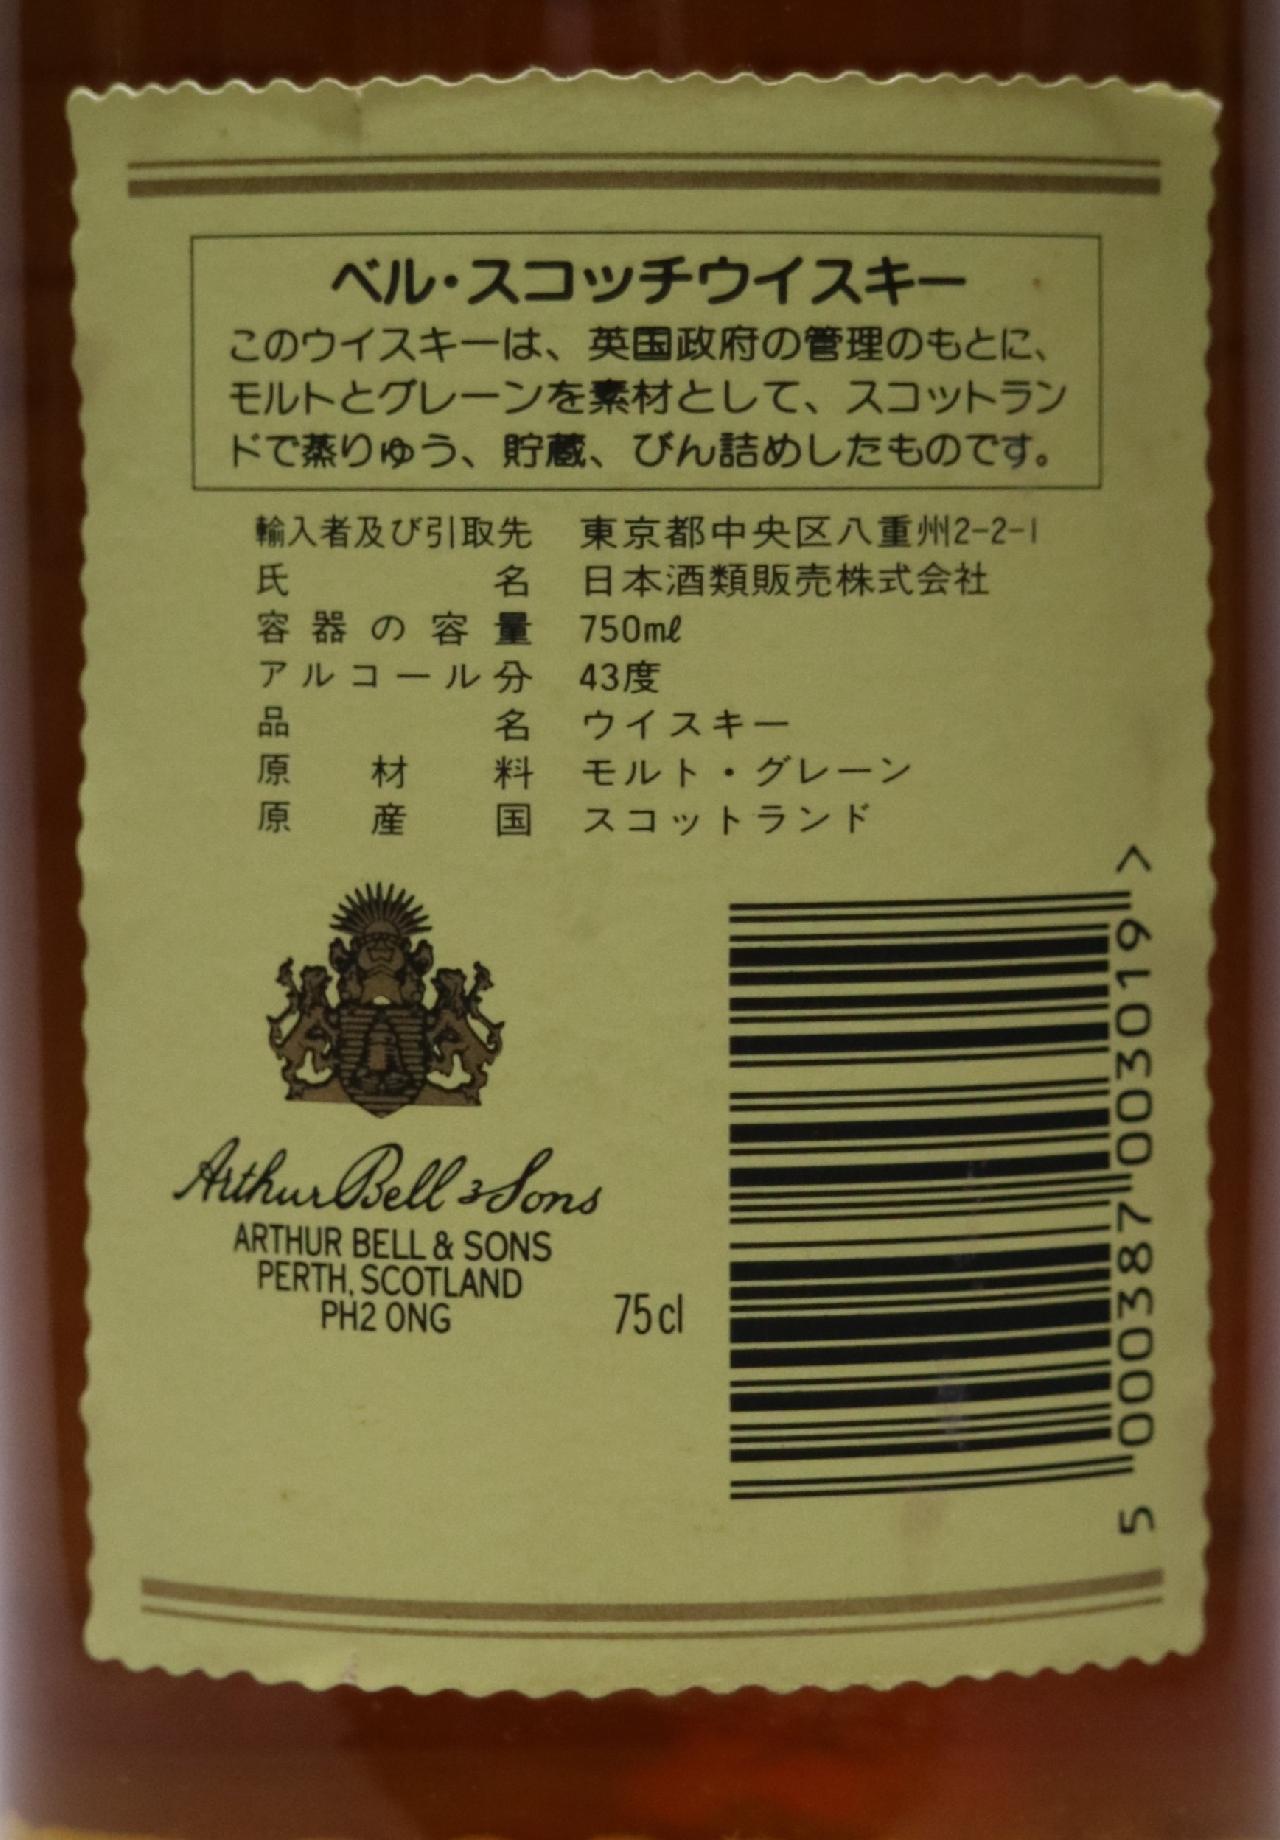 ベル・スコッチウイスキー
このウイスキーは、英国政府の管理のもとに、
モルトとグレーンを素材として、スコットラン
ドで蒸りゅう、貯蔵、びん詰めしたものです。
輸入者及び引取先 東京都中央区八重州2-2-1
氏名 日本酒類販売株式会社
容器の容量 750mℓ
アルコール分 43度
品名 ウイスキー
原材料 モルト・グレーン
原産国 スコットランド
Arthur Bell & Sons
ARTHUR BELL & SONS
PERTH, SCOTLAND
PH2 0NG
75cl
5 000387 003019 >